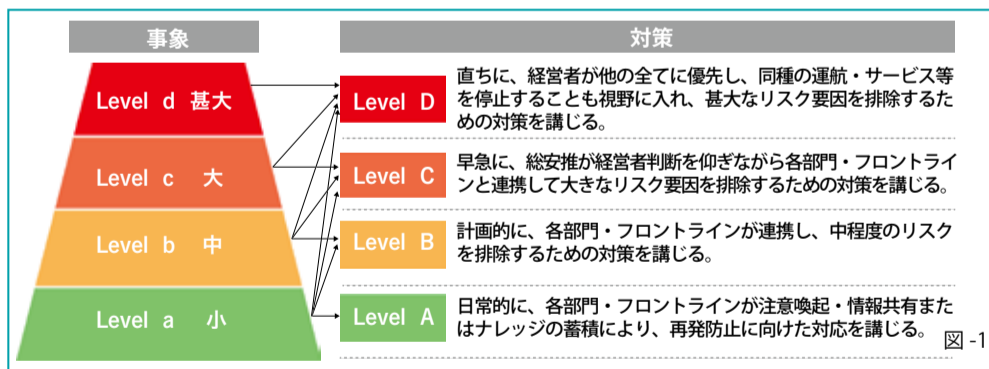 事象
対策
Level d 甚大
Level D
直ちに、経営者が他の全てに優先し、同種の運航・サービス等
を停止することも視野に入れ、甚大なリスク要因を排除するた
めの対策を講じる。
Level c 大
Level C
早急に、総安推が経営者判断を仰ぎながら各部門・フロントライ
ンと連携して大きなリスク要因を排除するための対策を講じる。
Level b 中
Level B
計画的に、各部門・フロントラインが連携し、中程度のリスク
を排除するための対策を講じる。
Level a 小
Level A
日常的に、各部門・フロントラインが注意喚起・情報共有また
はナレッジの蓄積により、再発防止に向けた対応を講じる。
図 -1